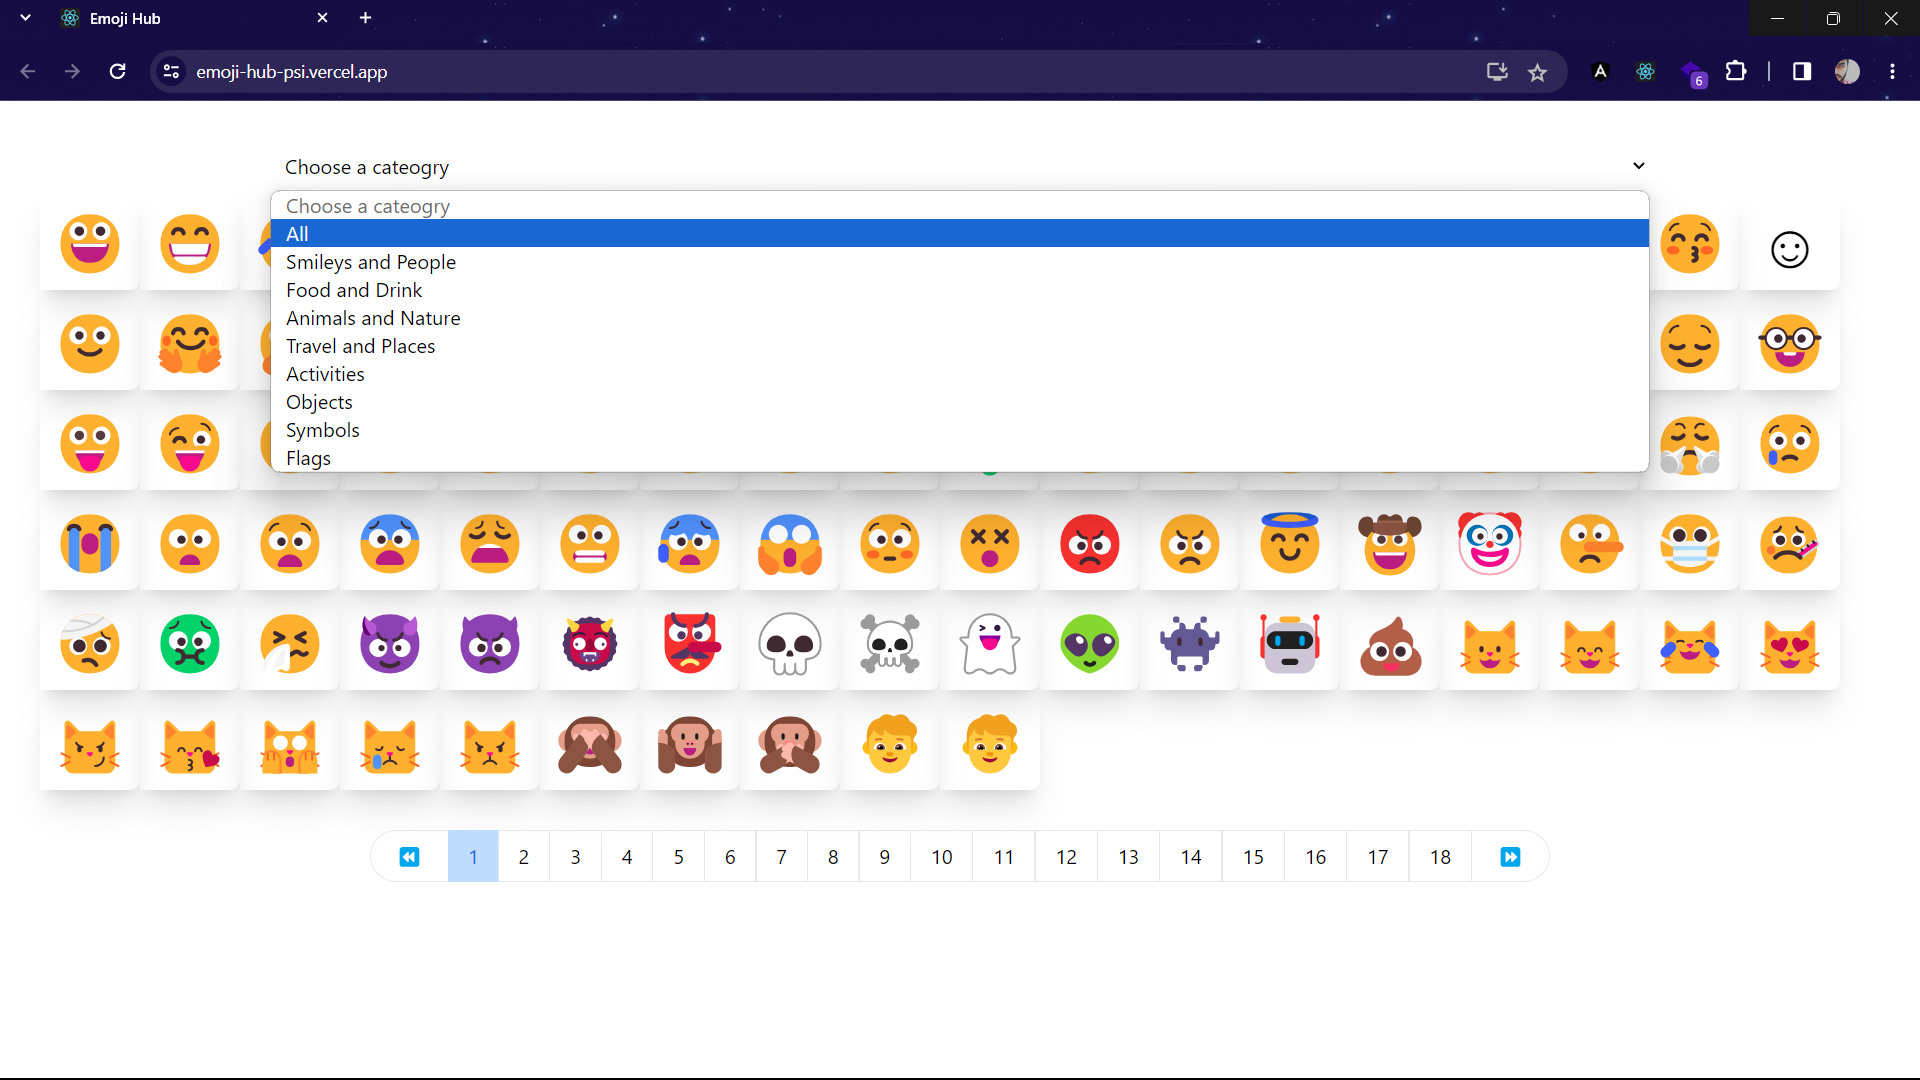 Emoji Hub
emoji-hub-psi.vercel.app
6
Choose a cateogry
Choose a cateogry
All
Smileys and People
Food and Drink
Animals and Nature
Travel and Places
Activities
Objects
Symbols
Flags
1 2 3 4 5 6 7 8 9 10 11 12 13 14 15 16 17 18